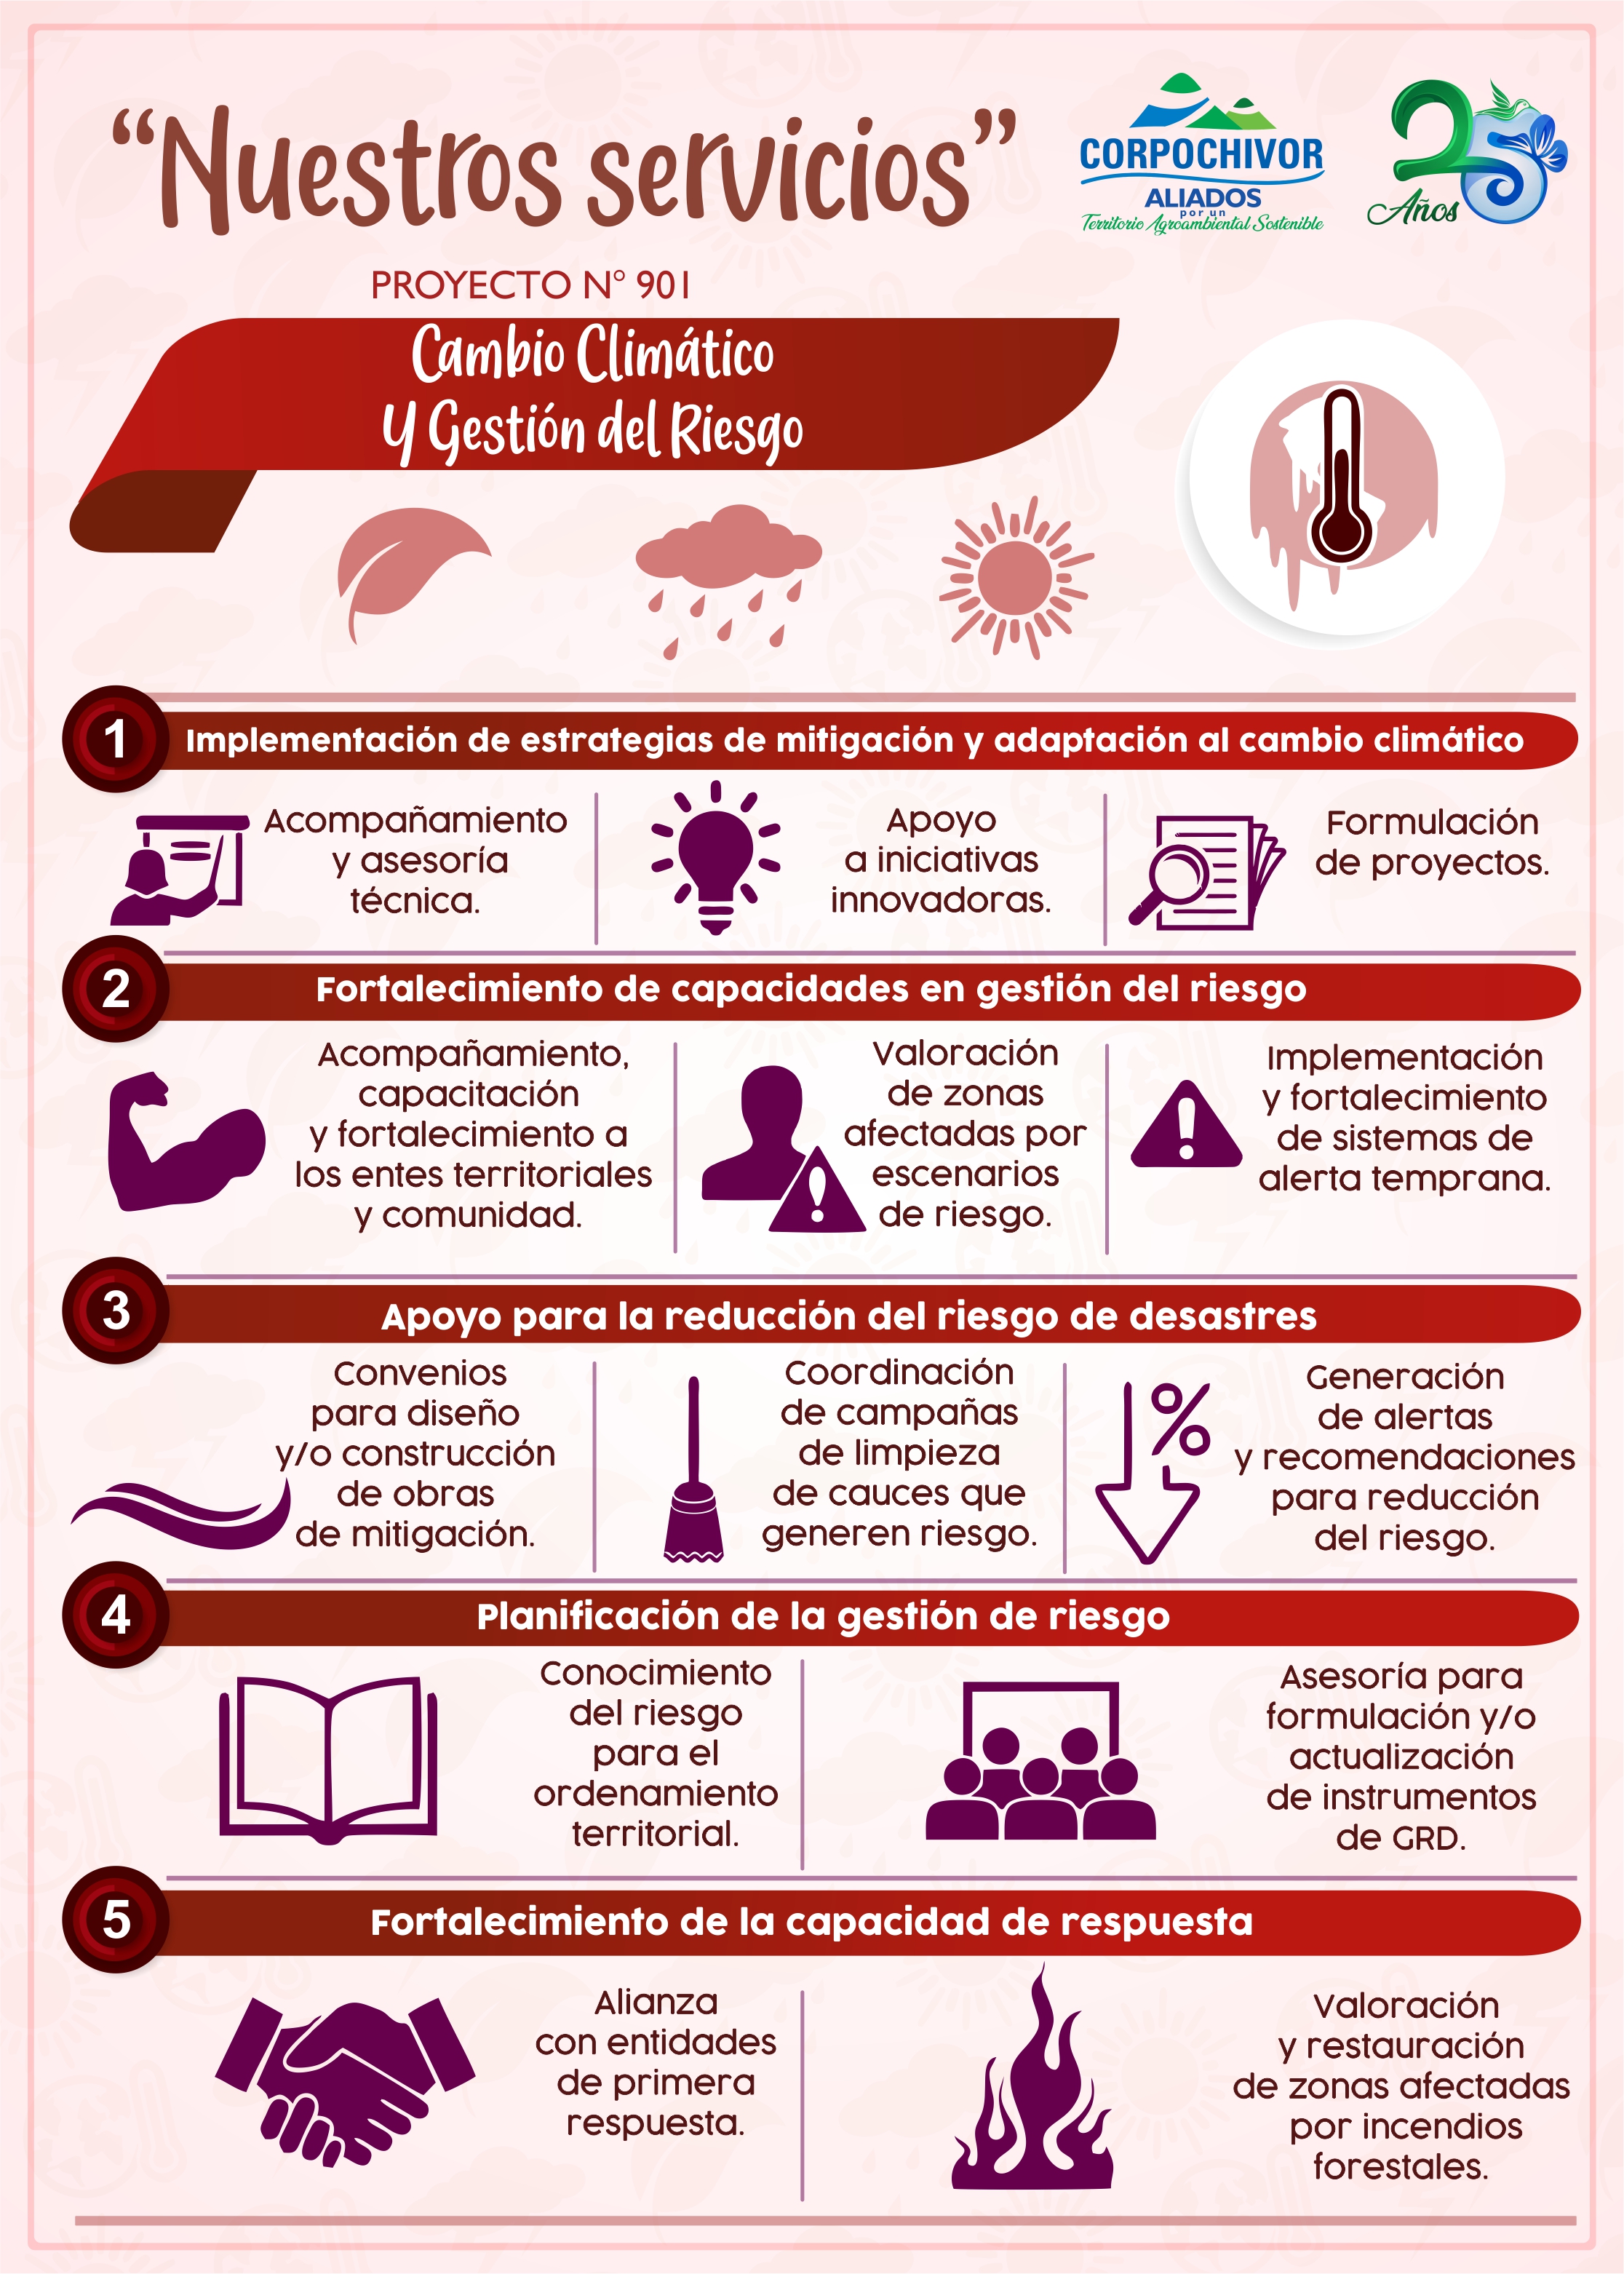 “Nuestros servicios”
CORPOCHIVOR
ALIADOS
por un
Territorio Agroambiental Sostenible
25
Años
PROYECTO N° 901
Cambio Climático
Y Gestión del Riesgo
1
Implementación de estrategias de mitigación y adaptación al cambio climático
Acompañamiento
y asesoría
técnica.
Apoyo
a iniciativas
innovadoras.
Formulación
de proyectos.
2
Fortalecimiento de capacidades en gestión del riesgo
Acompañamiento,
capacitación
y fortalecimiento a
los entes territoriales
y comunidad.
Valoración
de zonas
afectadas por
escenarios
de riesgo.
Implementación
y fortalecimiento
de sistemas de
alerta temprana.
3
Apoyo para la reducción del riesgo de desastres
Convenios
para diseño
y/o construcción
de obras
de mitigación.
Coordinación
de campañas
de limpieza
de cauces que
generen riesgo.
%
Generación
de alertas
y recomendaciones
para reducción
del riesgo.
4
Planificación de la gestión de riesgo
Conocimiento
del riesgo
para el
ordenamiento
territorial.
Asesoría para
formulación y/o
actualización
de instrumentos
de GRD.
5
Fortalecimiento de la capacidad de respuesta
Alianza
con entidades
de primera
respuesta.
Valoración
y restauración
de zonas afectadas
por incendios
forestales.